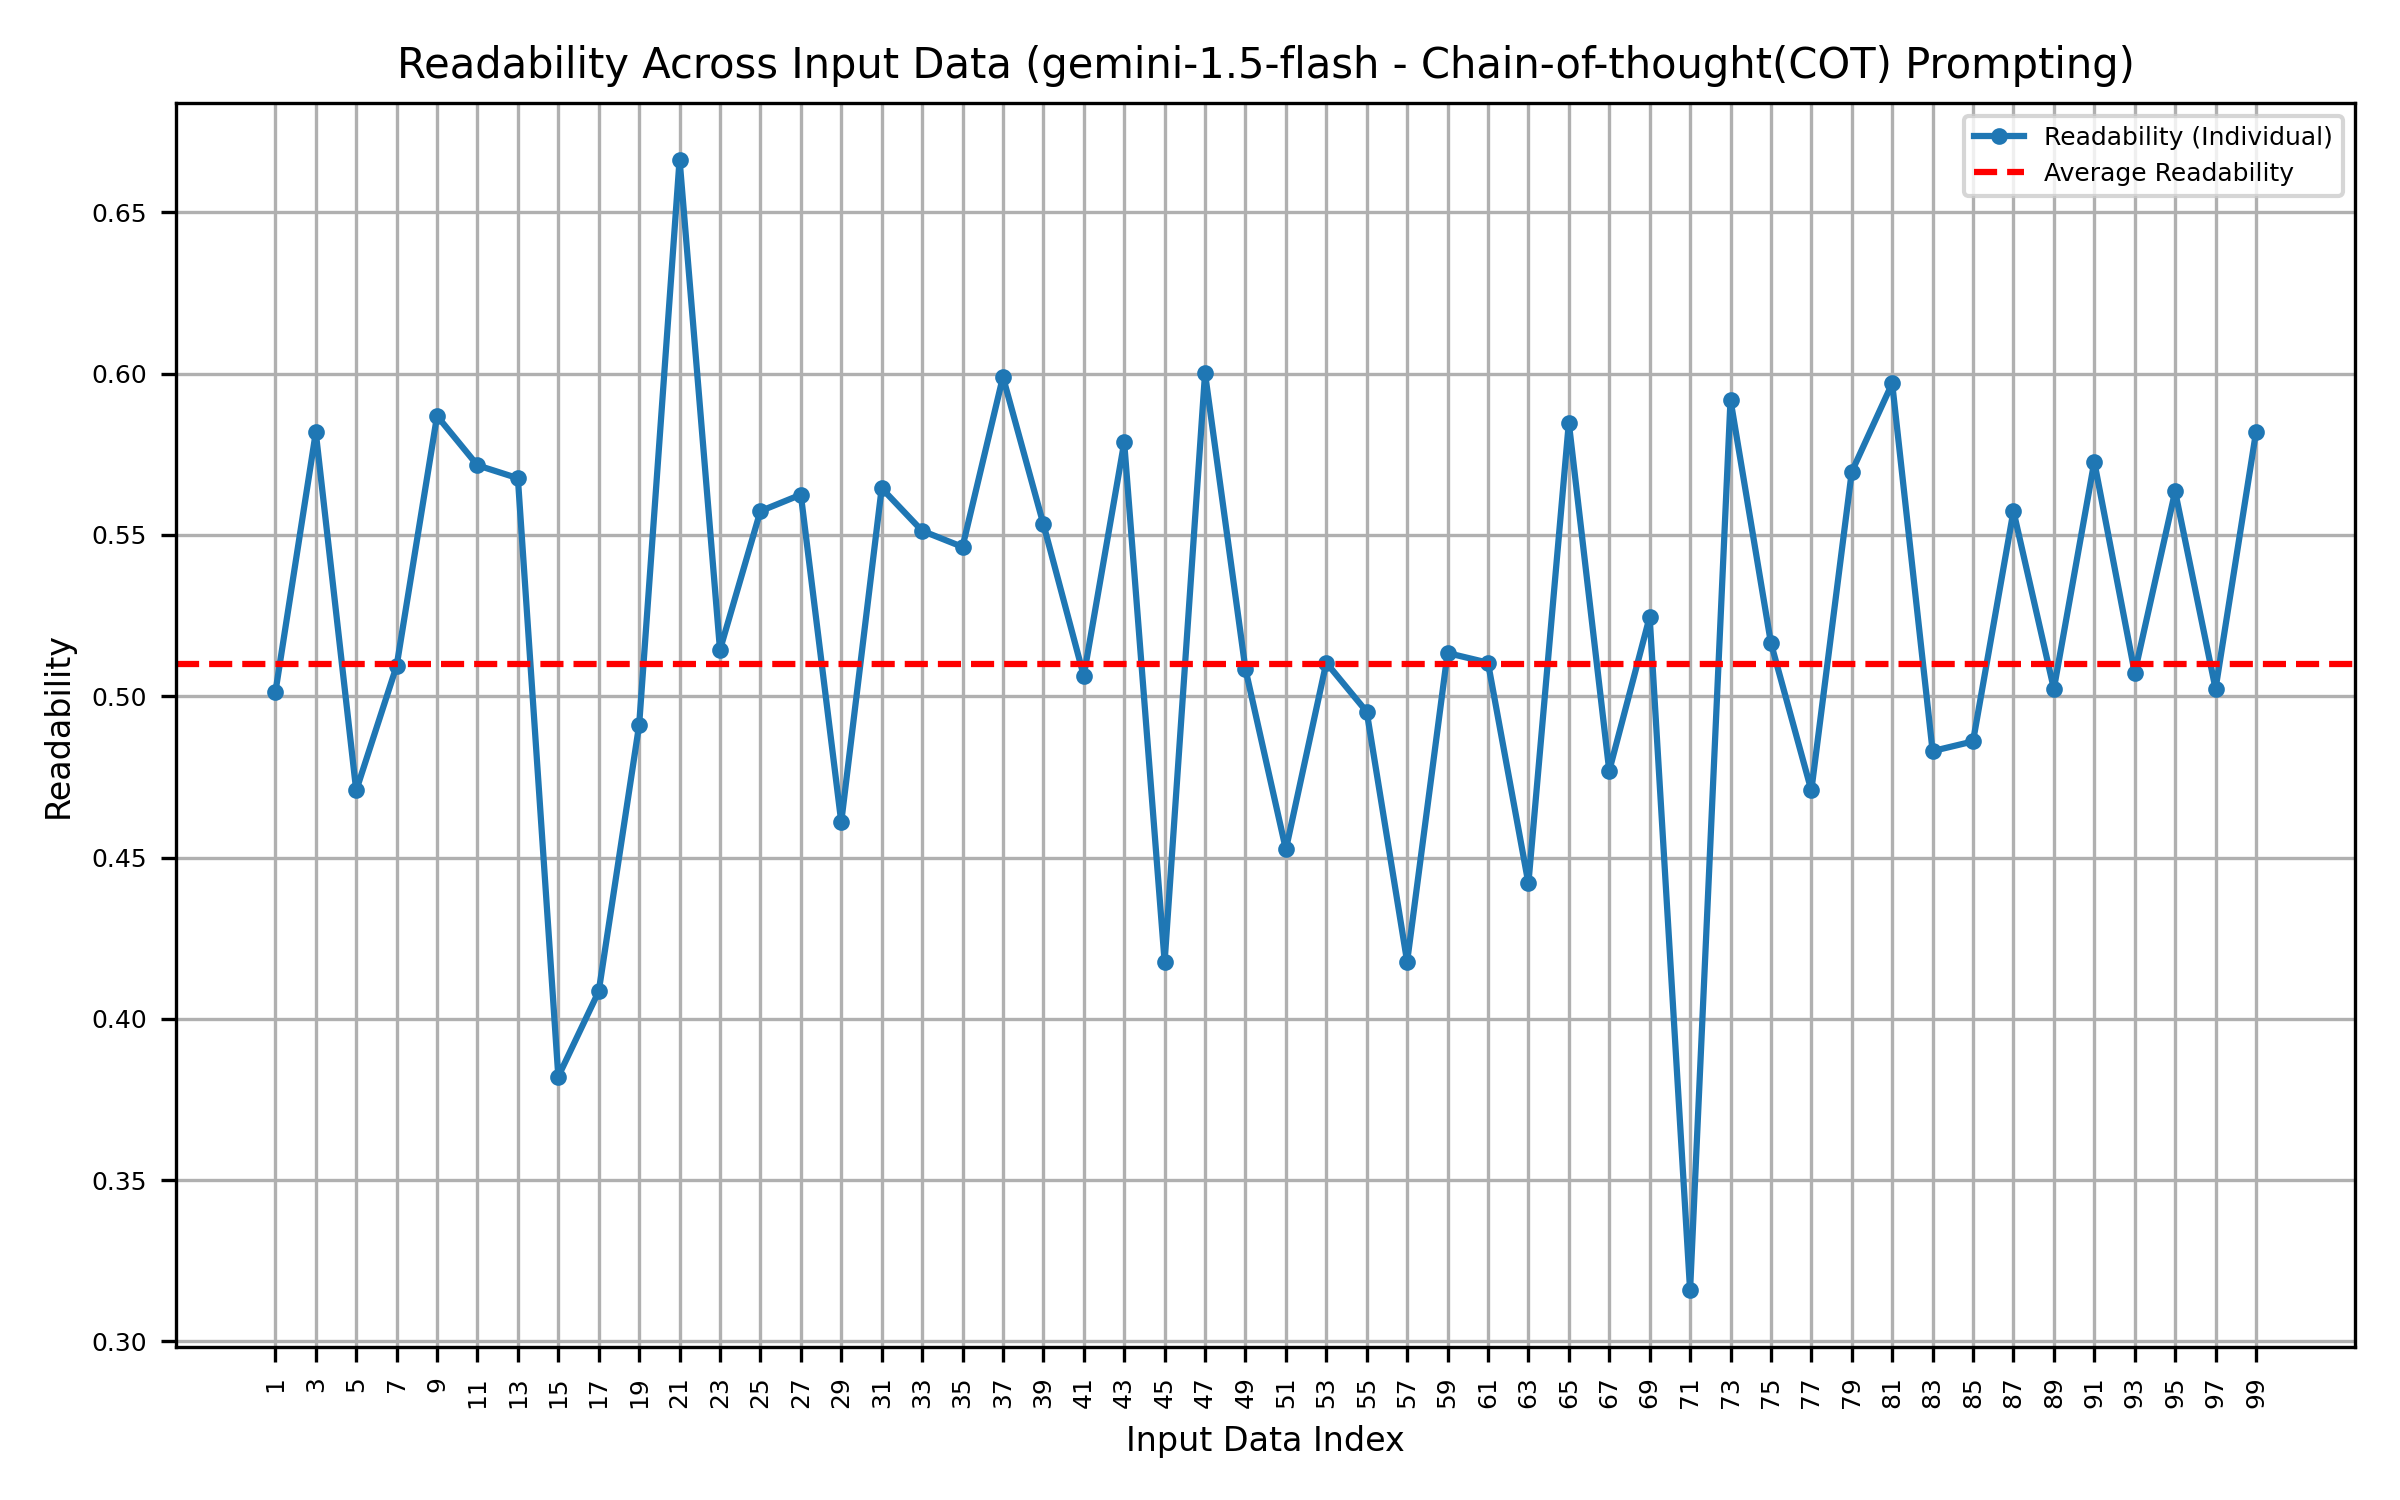 Readability Across Input Data (gemini-1.5-flash - Chain-of-thought(COT) Prompting)
Readability (Individual)
Average Readability
Readability
0.65
0.60
0.55
0.50
0.45
0.40
0.35
0.30
1 3 5 7 9 11 13 15 17 19 21 23 25 27 29 31 33 35 37 39 41 43 45 47 49 51 53 55 57 59 61 63 65 67 69 71 73 75 77 79 81 83 85 87 89 91 93 95 97 99
Input Data Index